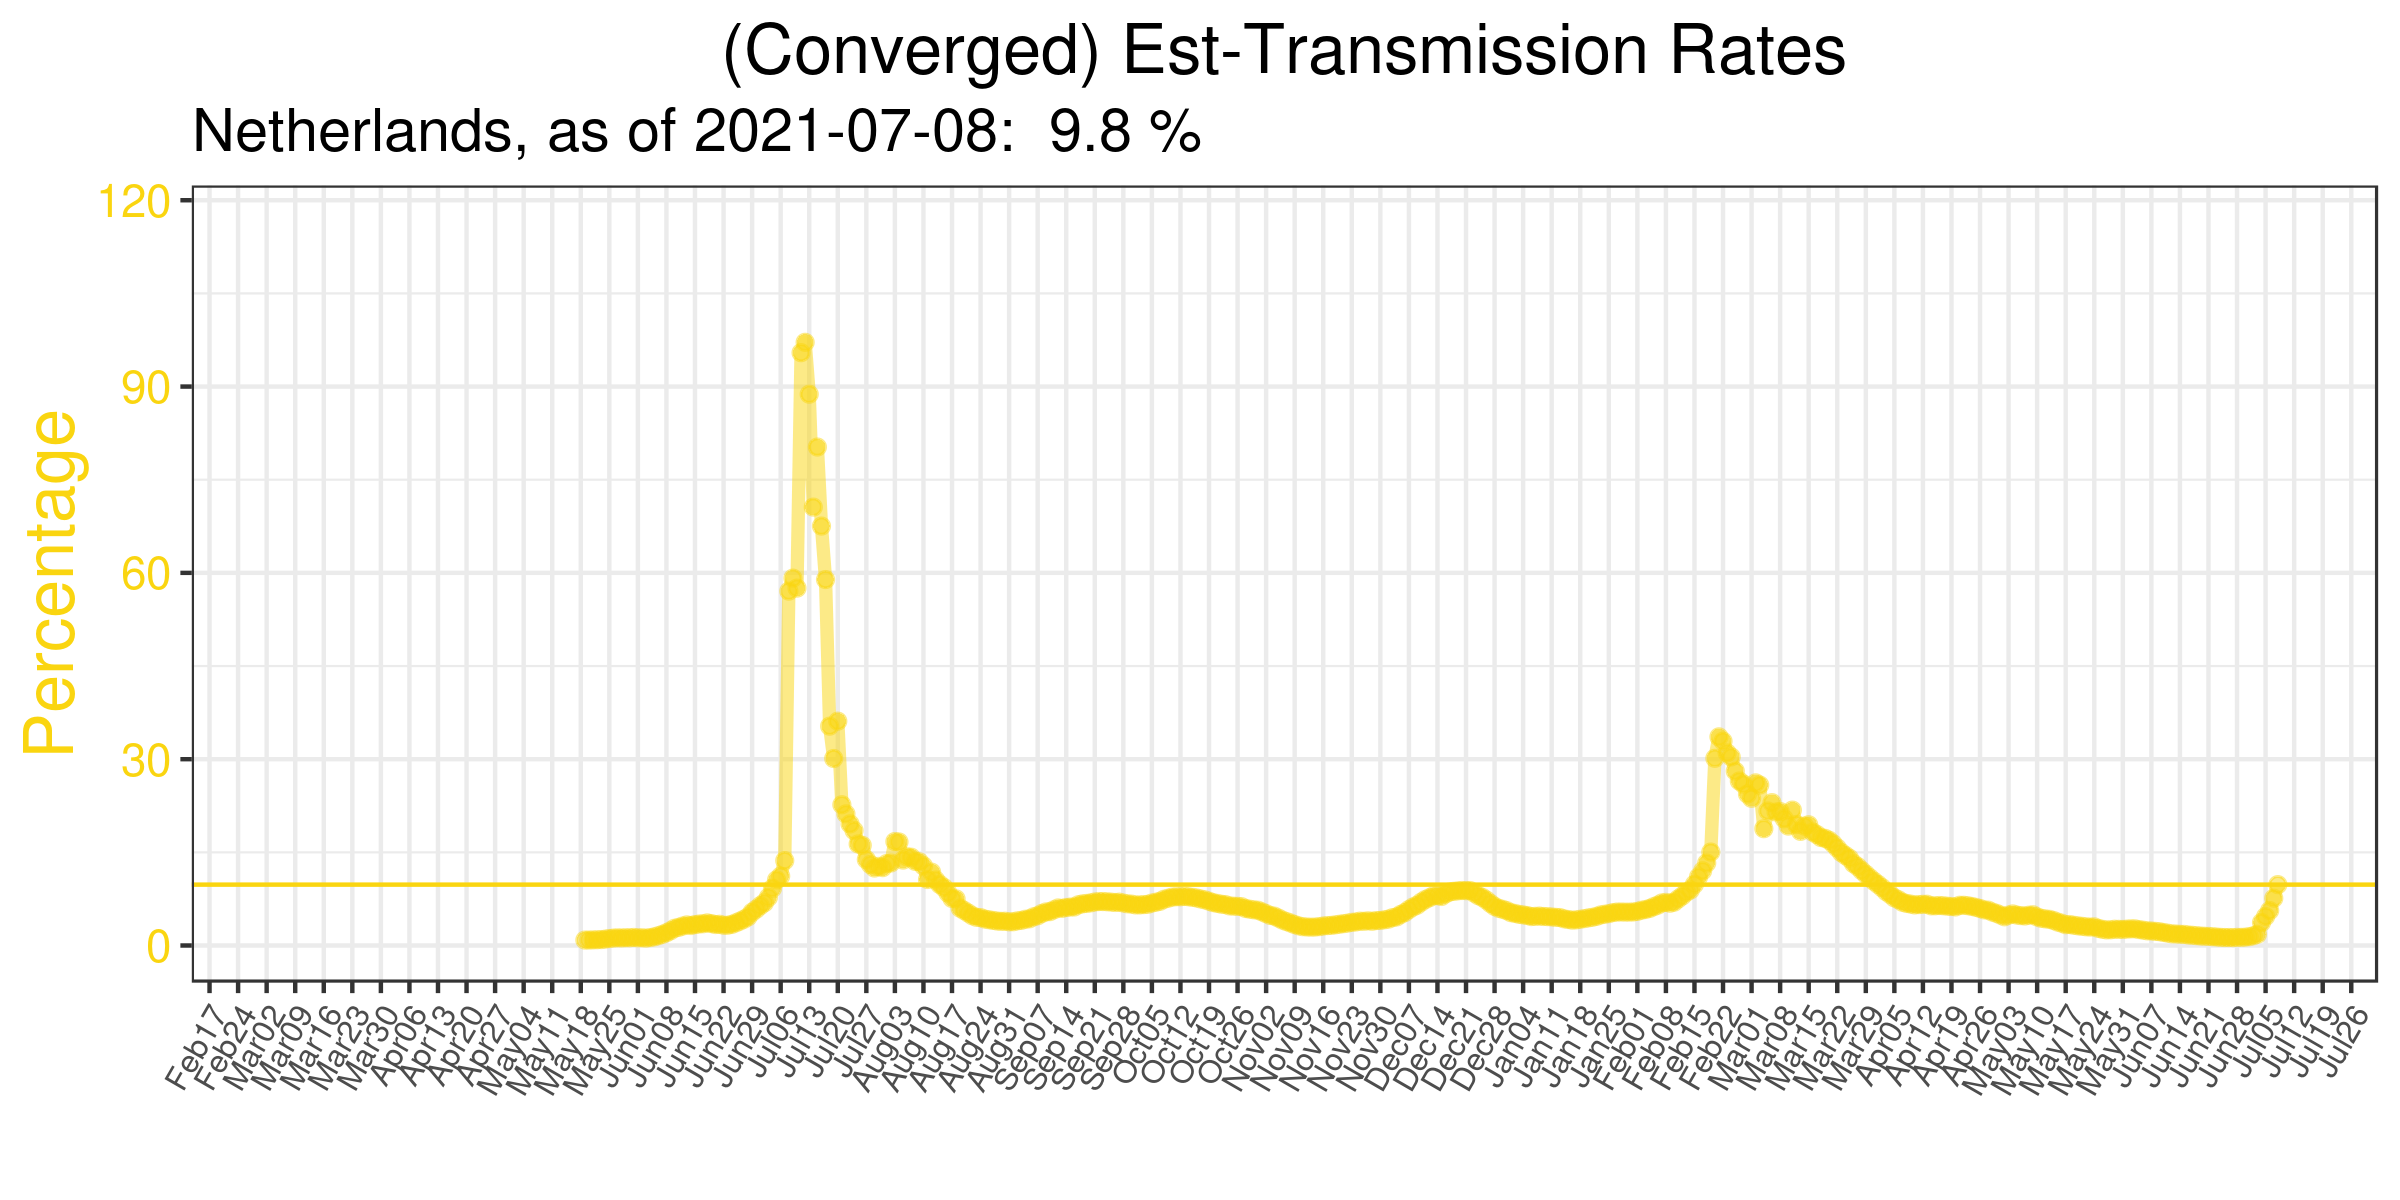 (Converged) Est-Transmission Rates
Netherlands, as of 2021-07-08:  9.8 %
Percentage
120
90
60
30
0
Feb17
Feb24
Mar02
Mar09
Mar16
Mar23
Mar30
Apr06
Apr13
Apr20
Apr27
May04
May11
May18
May25
Jun01
Jun08
Jun15
Jun22
Jun29
Jul06
Jul13
Jul20
Jul27
Aug03
Aug10
Aug17
Aug24
Aug31
Sep07
Sep14
Sep21
Sep28
Oct05
Oct12
Oct19
Oct26
Nov02
Nov09
Nov16
Nov23
Nov30
Dec07
Dec14
Dec21
Dec28
Jan04
Jan11
Jan18
Jan25
Feb01
Feb08
Feb15
Feb22
Mar01
Mar08
Mar15
Mar22
Mar29
Apr05
Apr12
Apr19
Apr26
May03
May10
May17
May24
May31
Jun07
Jun14
Jun21
Jun28
Jul05
Jul12
Jul19
Jul26